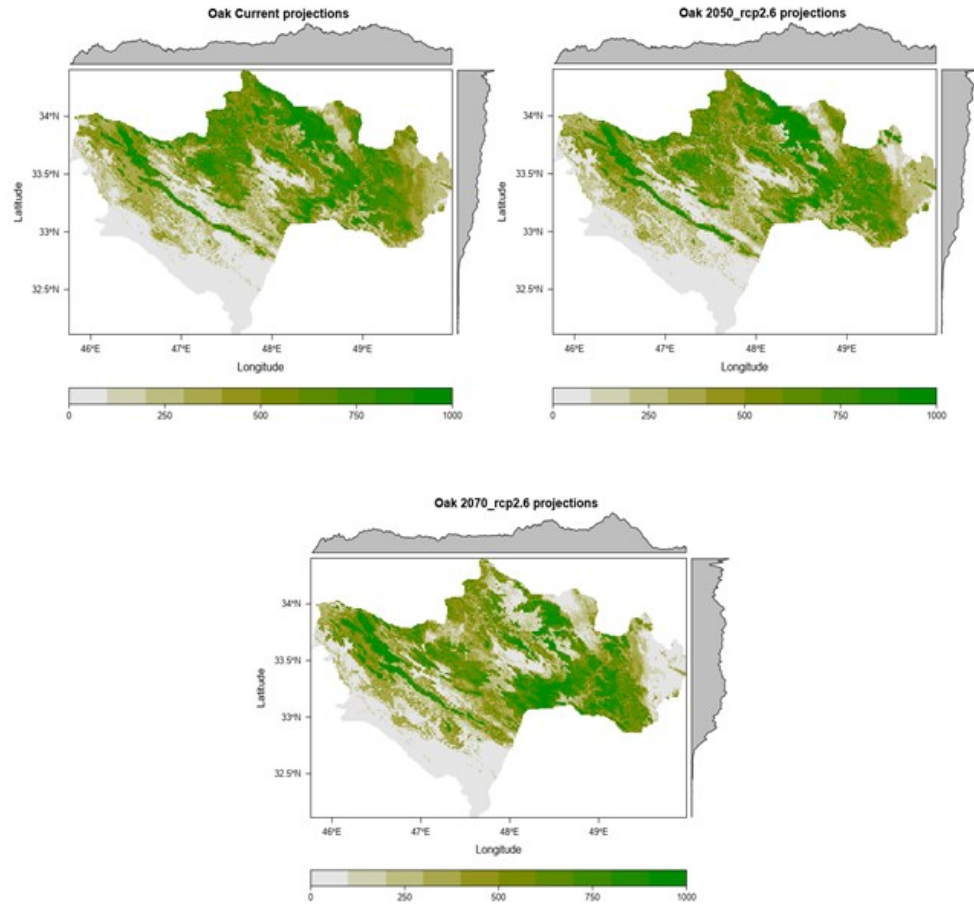 Oak Current projections
34°N
33.5°N
33°N
32.5°N
Latitude
46°E 47°E 48°E 49°E
Longitude
0 250 500 750 1000
Oak 2050_rcp2.6 projections
34°N
33.5°N
33°N
32.5°N
Latitude
46°E 47°E 48°E 49°E
Longitude
0 250 500 750 1000
Oak 2070_rcp2.6 projections
34°N
33.5°N
33°N
32.5°N
Latitude
46°E 47°E 48°E 49°E
Longitude
0 250 500 750 1000